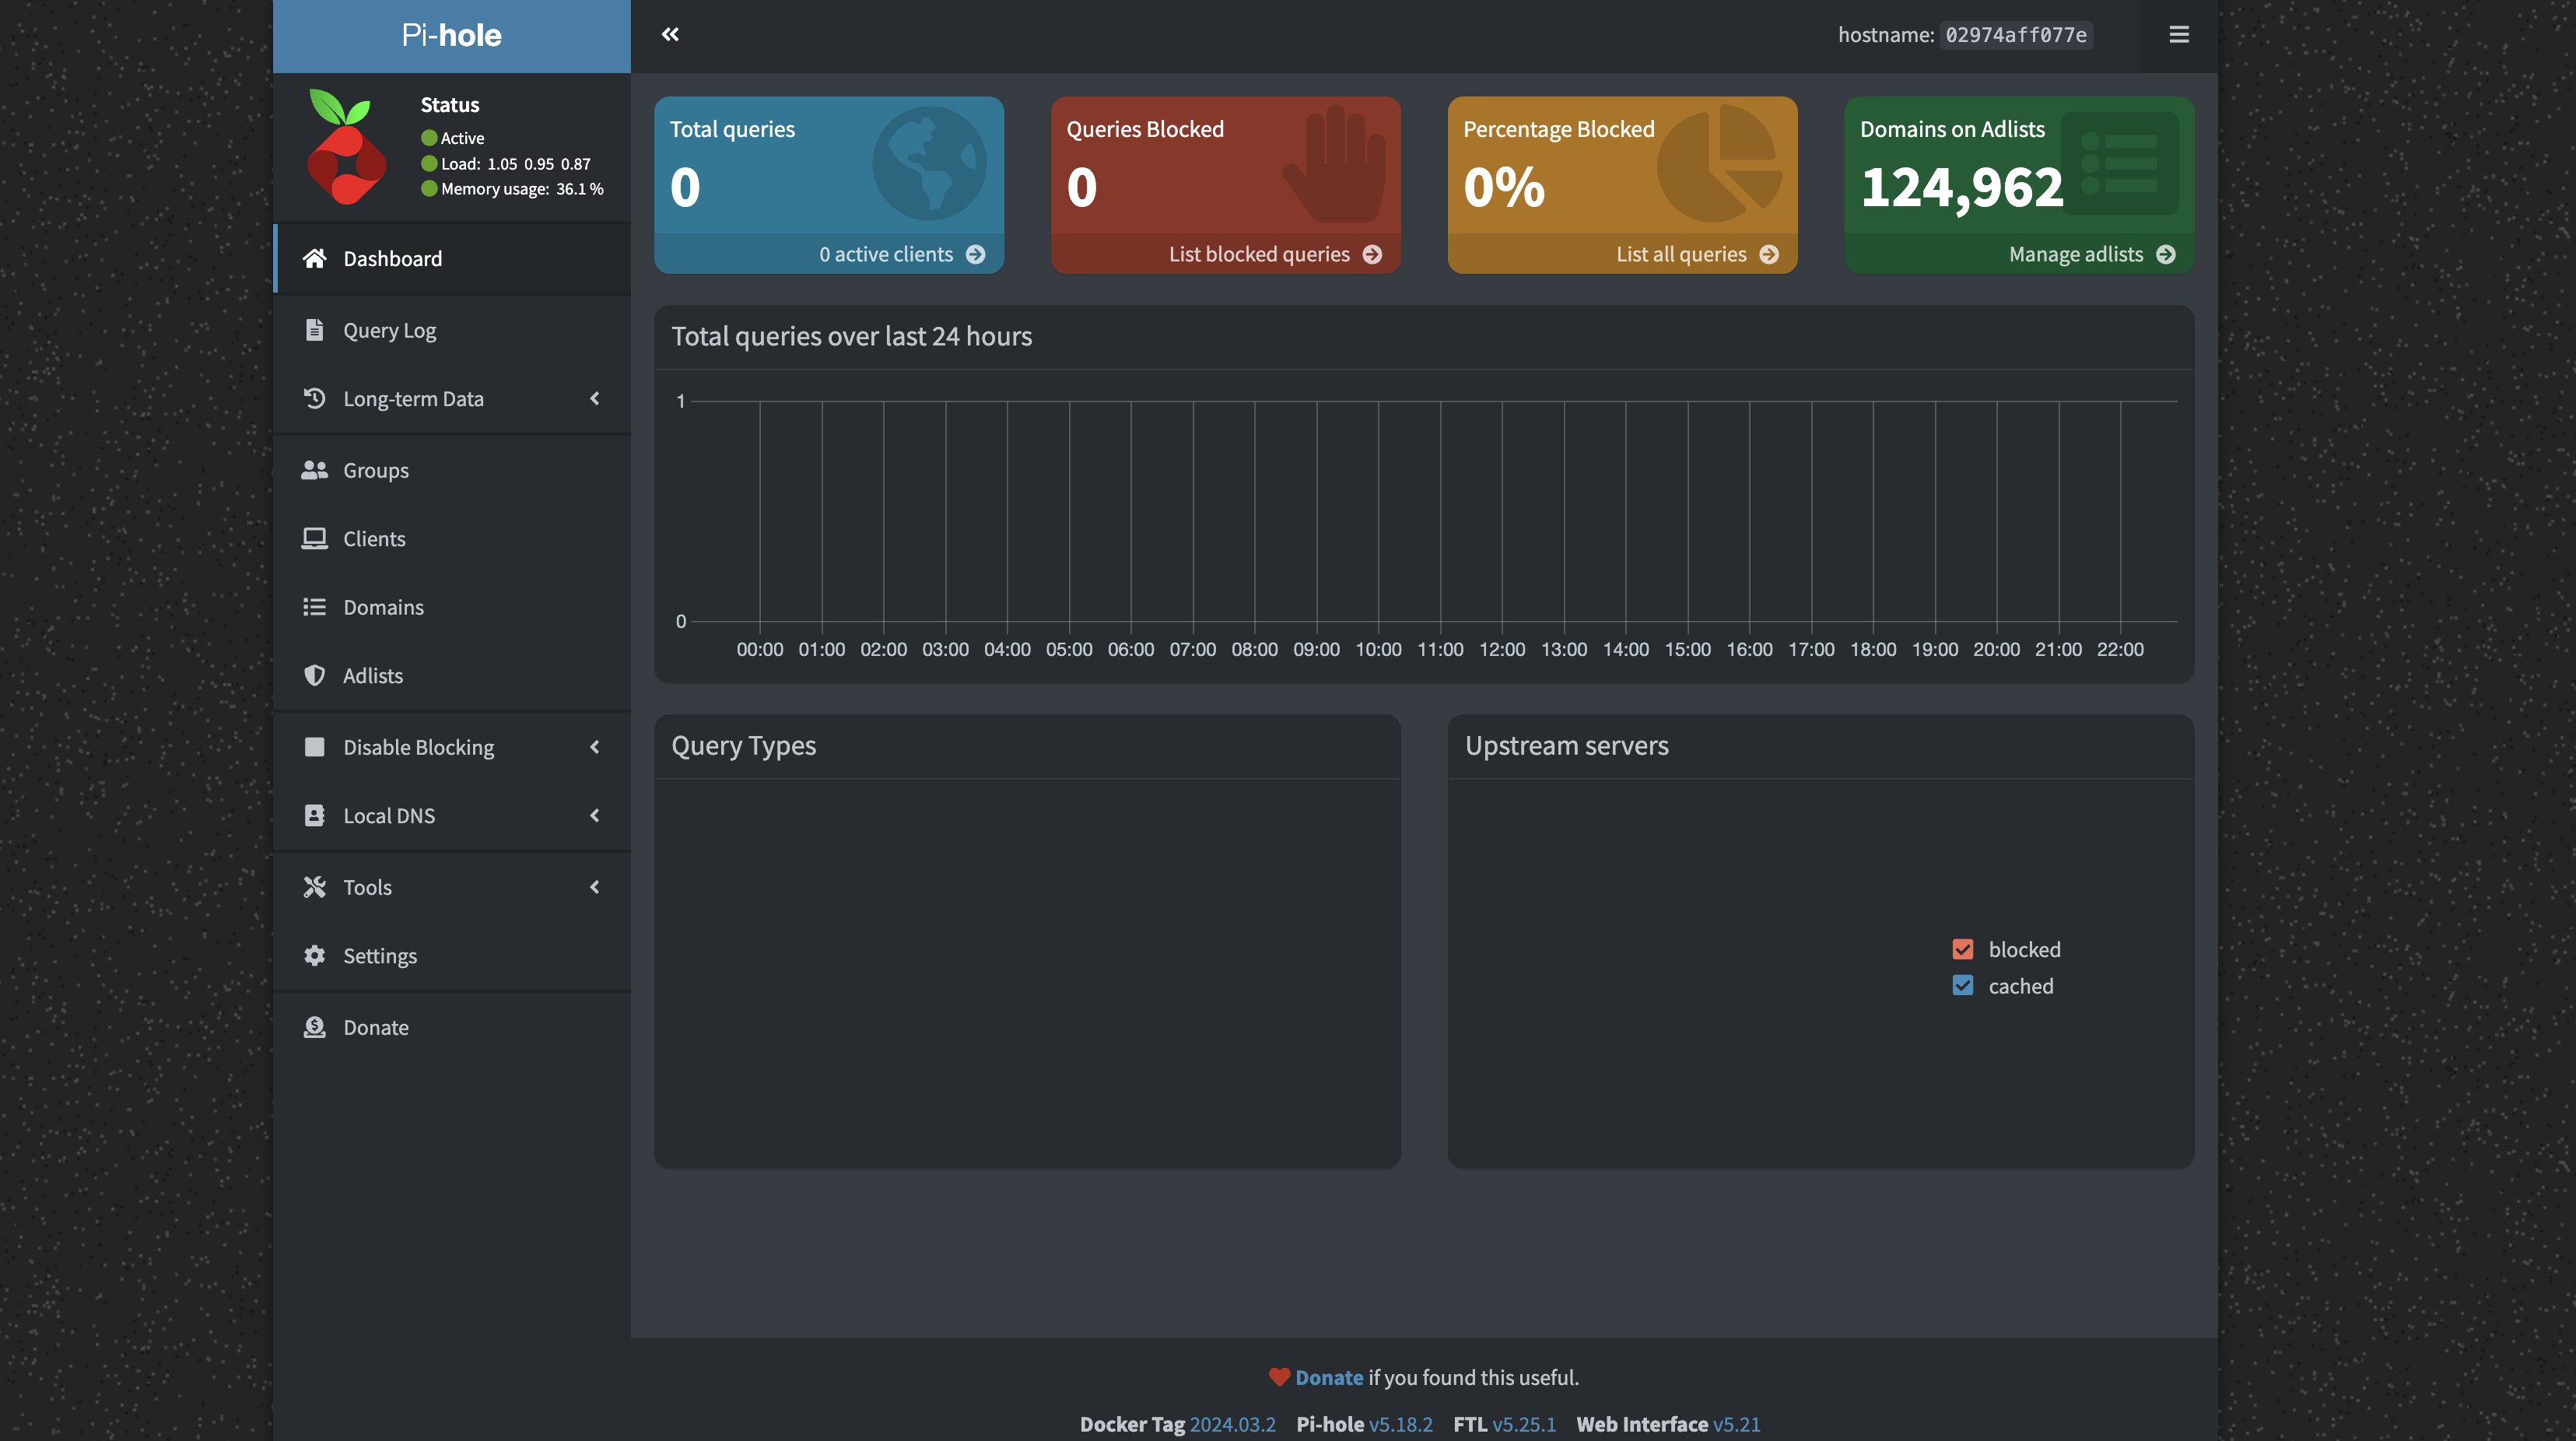 Pi-hole
hostname: 02974aff077e
Status
Active
Load: 1.05 0.95 0.87
Memory usage: 36.1 %
Dashboard
Query Log
Long-term Data
Groups
Clients
Domains
Adlists
Disable Blocking
Local DNS
Tools
Settings
Donate
Total queries
0
0 active clients
Queries Blocked
0
List blocked queries
Percentage Blocked
0%
List all queries
Domains on Adlists
124,962
Manage adlists
Total queries over last 24 hours
1
0
00:00 01:00 02:00 03:00 04:00 05:00 06:00 07:00 08:00 09:00 10:00 11:00 12:00 13:00 14:00 15:00 16:00 17:00 18:00 19:00 20:00 21:00 22:00
Query Types
Upstream servers
blocked
cached
Donate if you found this useful.
Docker Tag 2024.03.2 Pi-hole v5.18.2 FTL v5.25.1 Web Interface v5.21